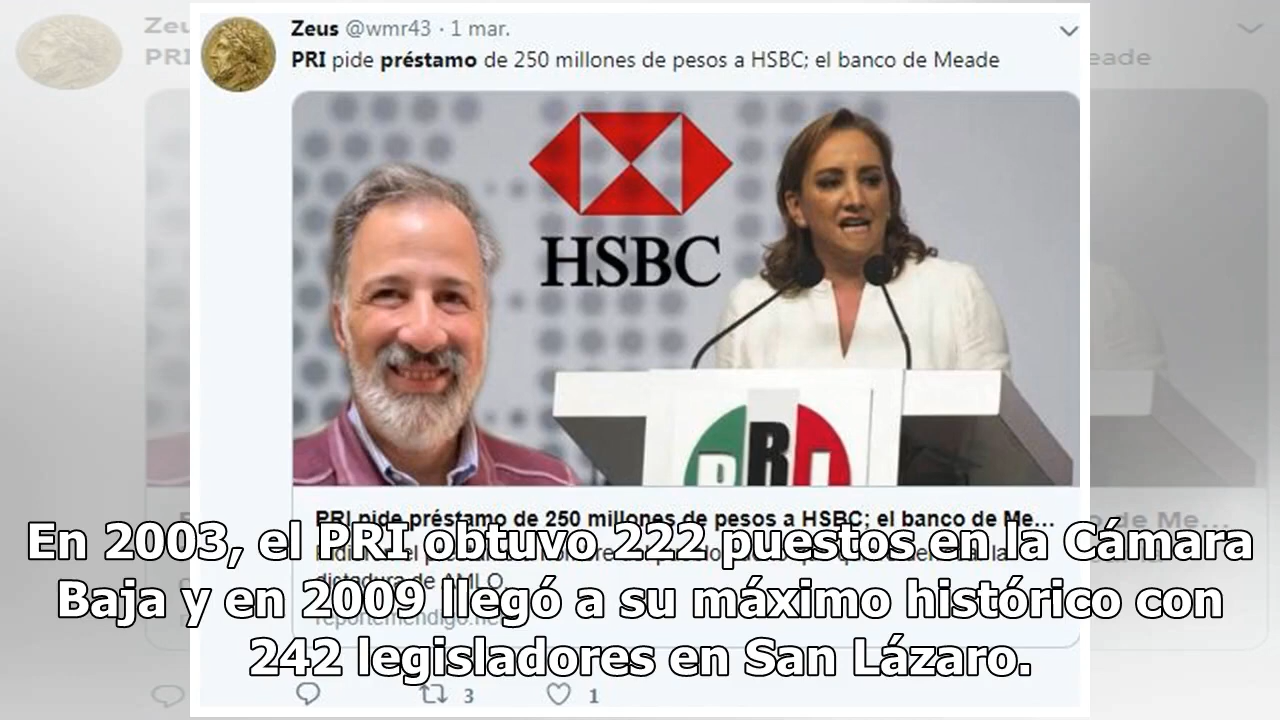 Zeus @wmr43 · 1 mar.
PRI pide préstamo de 250 millones de pesos a HSBC; el banco de Meade
HSBC
PRI
PRI pide préstamo de 250 millones de pesos a HSBC; el banco de Me...
dictadura de AMLO.
En 2003, el PRI obtuvo 222 puestos en la Cámara
Baja y en 2009 llegó a su máximo histórico con
242 legisladores en San Lázaro.
3
1